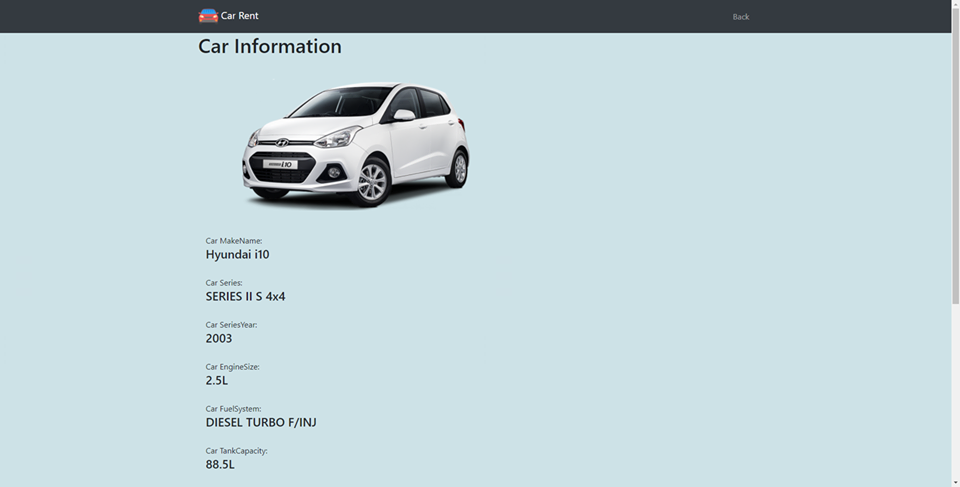 Car Rent
Back
Car Information
i10
Car MakeName:
Hyundai i10
Car Series:
SERIES II S 4x4
Car SeriesYear:
2003
Car EngineSize:
2.5L
Car FuelSystem:
DIESEL TURBO F/INJ
Car TankCapacity:
88.5L